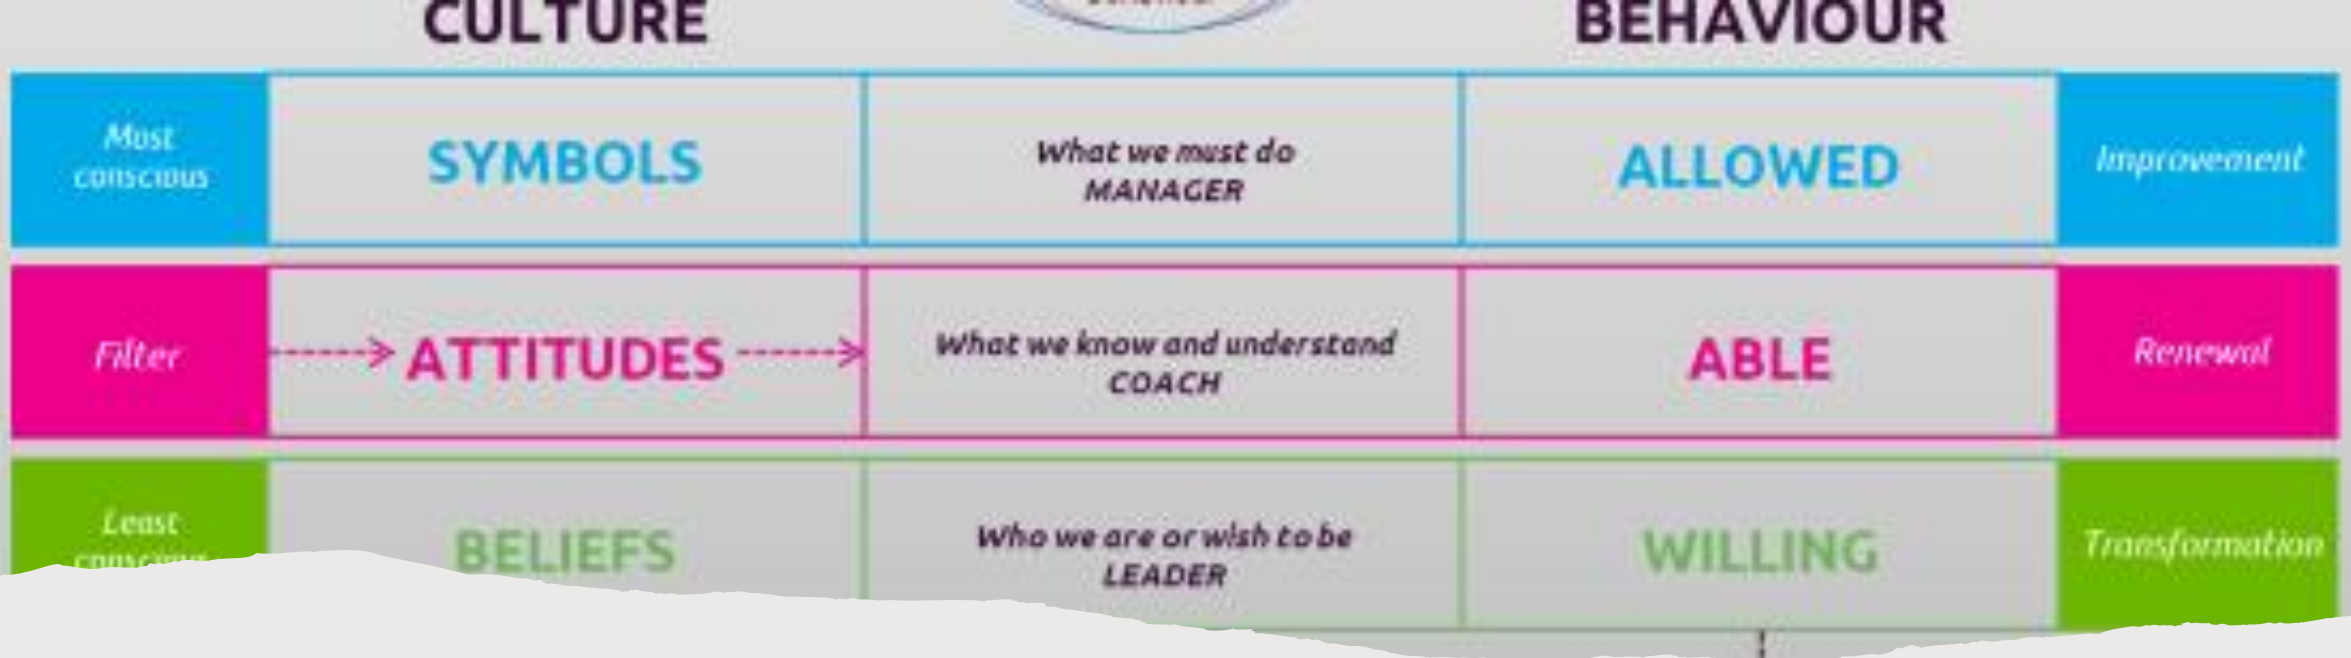 CULTURE
BEHAVIOUR
Most
conscious
SYMBOLS
What we must do
MANAGER
ALLOWED
Improvement
Filter
ATTITUDES
What we know and understand
COACH
ABLE
Renewal
Least
conscious
BELIEFS
Who we are or wish to be
LEADER
WILLING
Transformation